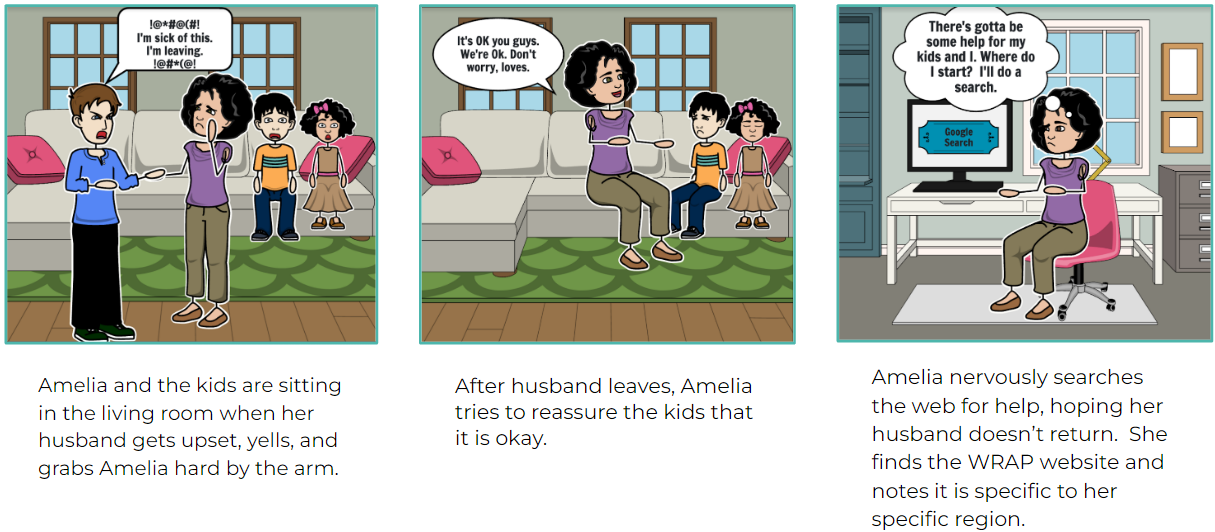 !@*#@(#!
I'm sick of this.
I'm leaving.
!@#*(@!
It's OK you guys.
We're Ok. Don't
worry, loves.
There's gotta be
some help for my
kids and I. Where do
I start?  I'll do a
search.
Google
Search
Amelia and the kids are sitting
in the living room when her
husband gets upset, yells, and
grabs Amelia hard by the arm.
After husband leaves, Amelia
tries to reassure the kids that
it is okay.
Amelia nervously searches
the web for help, hoping her
husband doesn’t return.  She
finds the WRAP website and
notes it is specific to her
specific region.